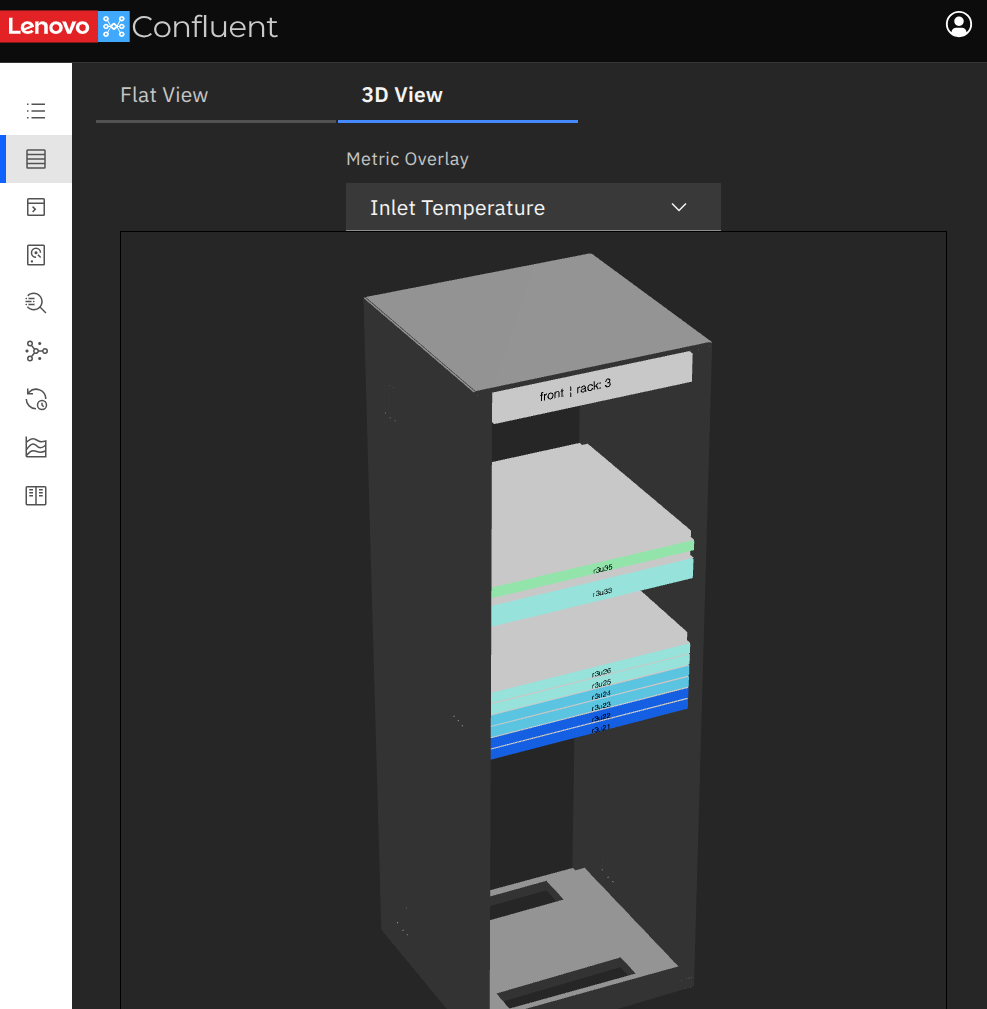 Lenovo Confluent
Flat View
3D View
Metric Overlay
Inlet Temperature
front ¦ rack: 3
r3u35
r3u33
r3u26
r3u25
r3u24
r3u23
r3u22
r3u21